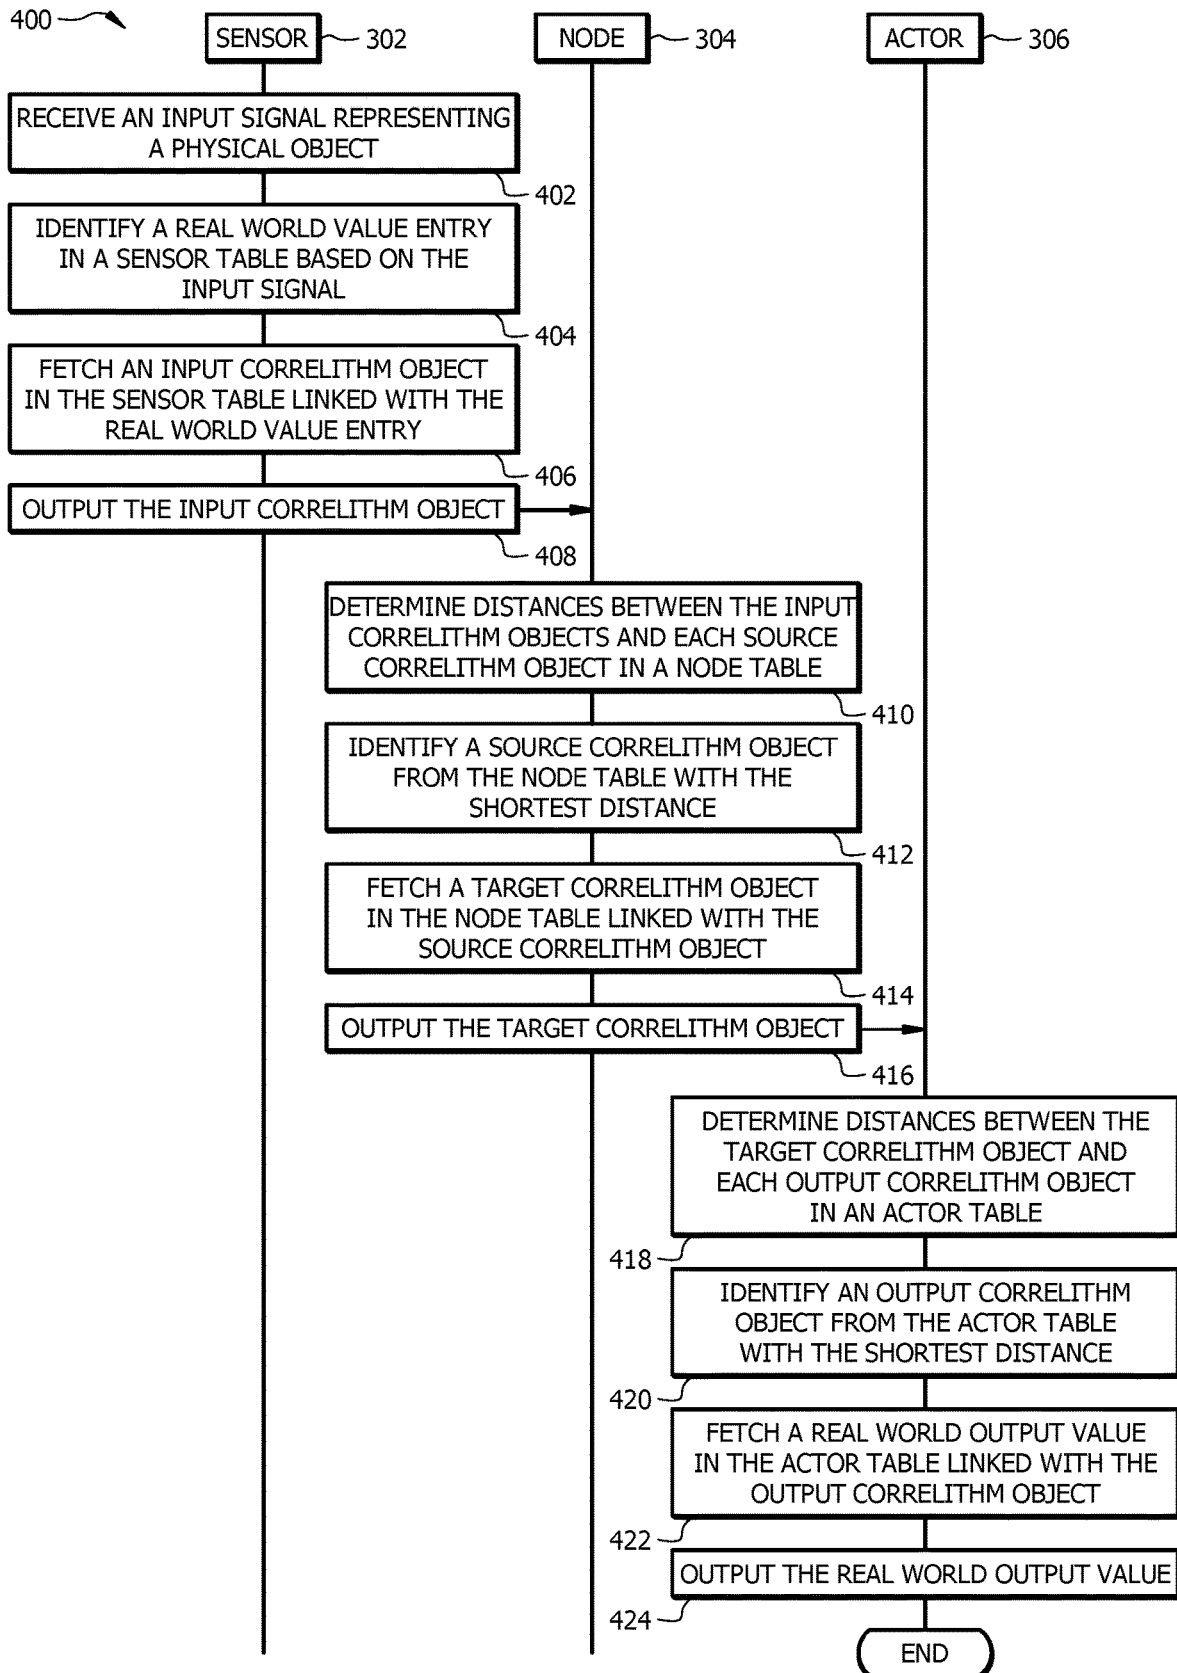 400
SENSOR
302
NODE
304
ACTOR
306
RECEIVE AN INPUT SIGNAL REPRESENTING
A PHYSICAL OBJECT
402
IDENTIFY A REAL WORLD VALUE ENTRY
IN A SENSOR TABLE BASED ON THE
INPUT SIGNAL
404
FETCH AN INPUT CORRELITHM OBJECT
IN THE SENSOR TABLE LINKED WITH THE
REAL WORLD VALUE ENTRY
406
OUTPUT THE INPUT CORRELITHM OBJECT
408
DETERMINE DISTANCES BETWEEN THE INPUT
CORRELITHM OBJECTS AND EACH SOURCE
CORRELITHM OBJECT IN A NODE TABLE
410
IDENTIFY A SOURCE CORRELITHM OBJECT
FROM THE NODE TABLE WITH THE
SHORTEST DISTANCE
412
FETCH A TARGET CORRELITHM OBJECT
IN THE NODE TABLE LINKED WITH THE
SOURCE CORRELITHM OBJECT
414
OUTPUT THE TARGET CORRELITHM OBJECT
416
DETERMINE DISTANCES BETWEEN THE
TARGET CORRELITHM OBJECT AND
EACH OUTPUT CORRELITHM OBJECT
IN AN ACTOR TABLE
418
IDENTIFY AN OUTPUT CORRELITHM
OBJECT FROM THE ACTOR TABLE
WITH THE SHORTEST DISTANCE
420
FETCH A REAL WORLD OUTPUT VALUE
IN THE ACTOR TABLE LINKED WITH THE
OUTPUT CORRELITHM OBJECT
422
OUTPUT THE REAL WORLD OUTPUT VALUE
424
END